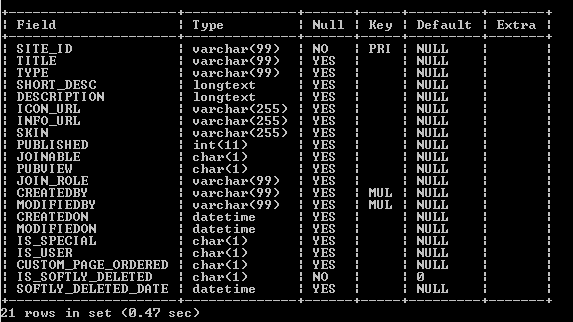 +---------------------+--------------+------+-----+---------+-------+
| Field | Type | Null | Key | Default | Extra |
+---------------------+--------------+------+-----+---------+-------+
| SITE_ID | varchar(99) | NO | PRI | NULL | |
| TITLE | varchar(99) | YES | | NULL | |
| TYPE | varchar(99) | YES | | NULL | |
| SHORT_DESC | longtext | YES | | NULL | |
| DESCRIPTION | longtext | YES | | NULL | |
| ICON_URL | varchar(255) | YES | | NULL | |
| INFO_URL | varchar(255) | YES | | NULL | |
| SKIN | varchar(255) | YES | | NULL | |
| PUBLISHED | int(11) | YES | | NULL | |
| JOINABLE | char(1) | YES | | NULL | |
| PUBVIEW | char(1) | YES | | NULL | |
| JOIN_ROLE | varchar(99) | YES | | NULL | |
| CREATEDBY | varchar(99) | YES | MUL | NULL | |
| MODIFIEDBY | varchar(99) | YES | MUL | NULL | |
| CREATEDON | datetime | YES | | NULL | |
| MODIFIEDON | datetime | YES | | NULL | |
| IS_SPECIAL | char(1) | YES | | NULL | |
| IS_USER | char(1) | YES | | NULL | |
| CUSTOM_PAGE_ORDERED | char(1) | YES | | NULL | |
| IS_SOFTLY_DELETED | char(1) | NO | | 0 | |
| SOFTLY_DELETED_DATE | datetime | YES | | NULL | |
+---------------------+--------------+------+-----+---------+-------+
21 rows in set (0.47 sec)